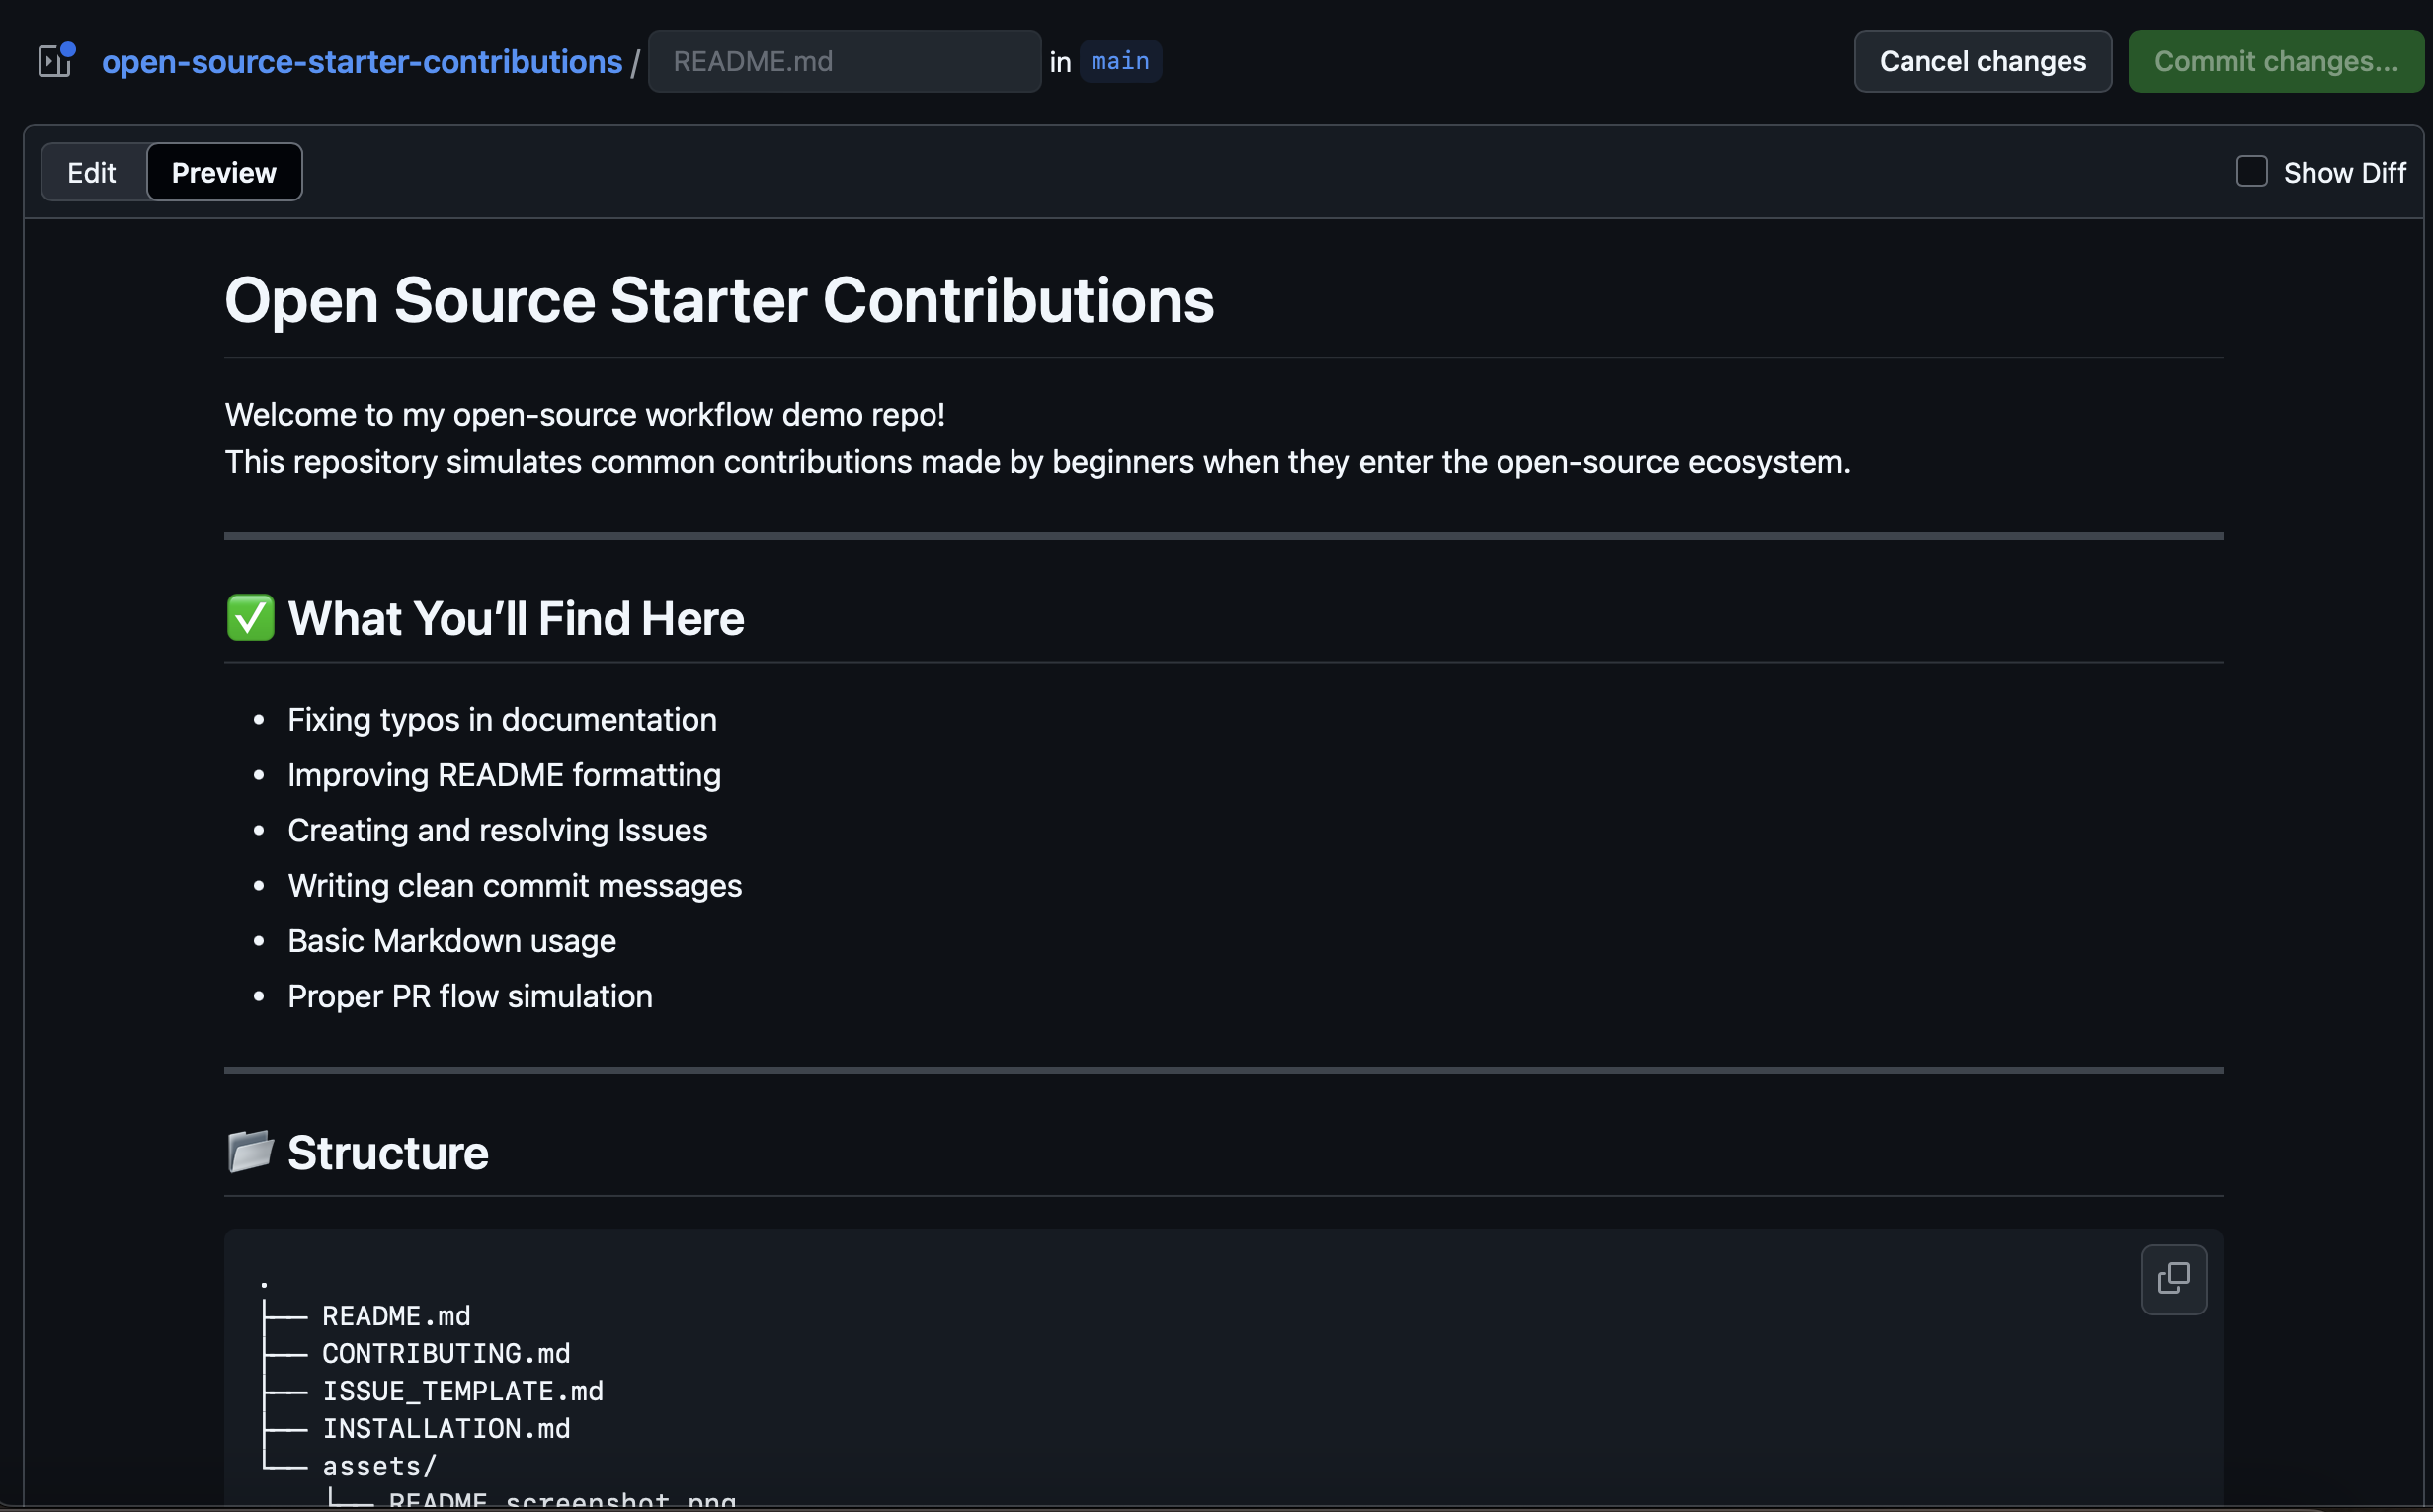 open-source-starter-contributions / README.md in main
Cancel changes
Commit changes...
Edit
Preview
Show Diff
Open Source Starter Contributions
Welcome to my open-source workflow demo repo!
This repository simulates common contributions made by beginners when they enter the open-source ecosystem.
✅ What You’ll Find Here
• Fixing typos in documentation
• Improving README formatting
• Creating and resolving Issues
• Writing clean commit messages
• Basic Markdown usage
• Proper PR flow simulation
📂 Structure
.
├── README.md
├── CONTRIBUTING.md
├── ISSUE_TEMPLATE.md
├── INSTALLATION.md
└── assets/
    └── README_screenshot.png